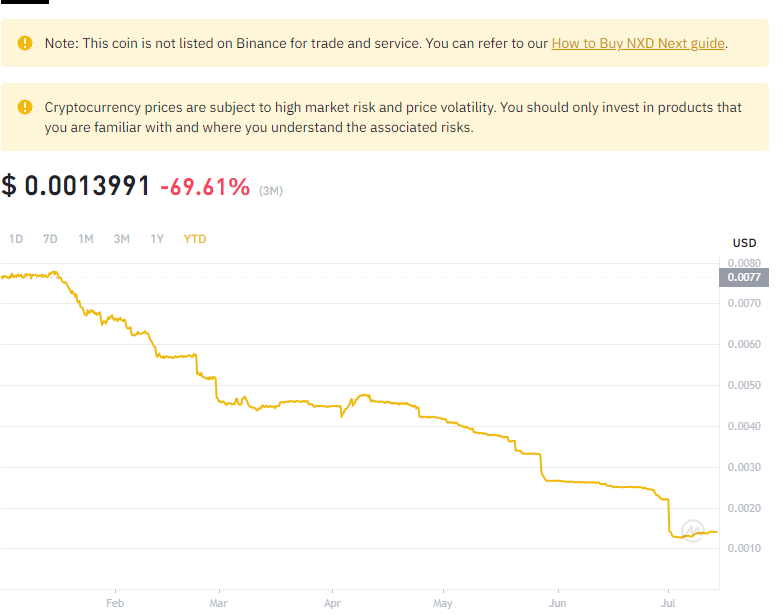 Note: This coin is not listed on Binance for trade and service. You can refer to our How to Buy NXD Next guide.
Cryptocurrency prices are subject to high market risk and price volatility. You should only invest in products that
you are familiar with and where you understand the associated risks.
$ 0.0013991 -69.61% (3M)
1D 7D 1M 3M 1Y YTD
USD
0.0080
0.0077
0.0070
0.0060
0.0050
0.0040
0.0030
0.0020
0.0010
Feb Mar Apr May Jun Jul